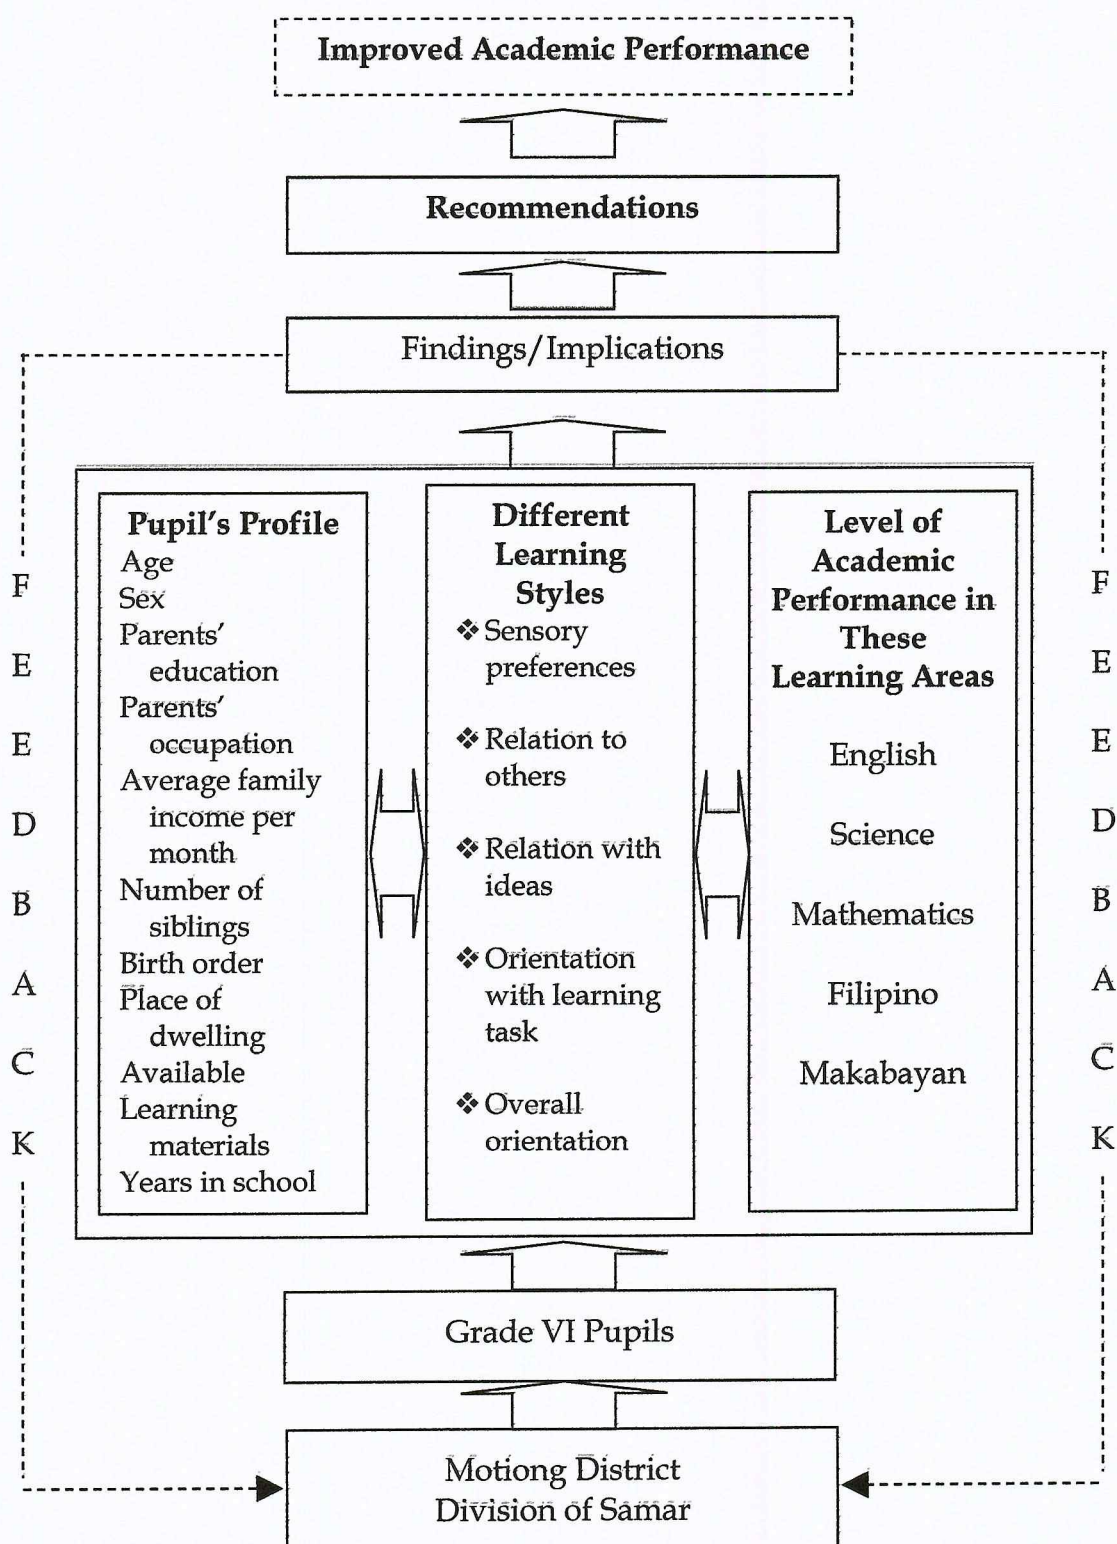 Improved Academic Performance
Recommendations
Findings/Implications
Pupil's Profile
Age
Sex
Parents'
education
Parents'
occupation
Average family
income per
month
Number of
siblings
Birth order
Place of
dwelling
Available
Learning
materials
Years in school
Different
Learning
Styles
❖ Sensory
preferences
❖ Relation to
others
❖ Relation with
ideas
❖ Orientation
with learning
task
❖ Overall
orientation
Level of
Academic
Performance in
These
Learning Areas
English
Science
Mathematics
Filipino
Makabayan
F
E
E
D
B
A
C
K
F
E
E
D
B
A
C
K
Grade VI Pupils
Motiong District
Division of Samar